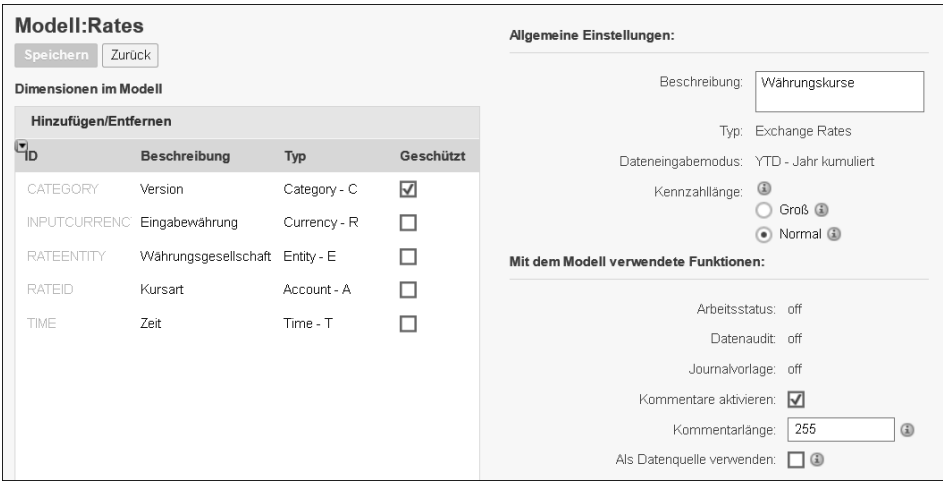 Modell:Rates
Speichern Zurück
Dimensionen im Modell
Hinzufügen/Entfernen
ID Beschreibung Typ Geschützt
CATEGORY Version Category - C
INPUTCURRENC Eingabewährung Currency - R
RATEENTITY Währungsgesellschaft Entity - E
RATEID Kursart Account - A
TIME Zeit Time - T
Allgemeine Einstellungen:
Beschreibung: Währungskurse
Typ: Exchange Rates
Dateneingabemodus: YTD - Jahr kumuliert
Kennzahllänge:
Groß
Normal
Mit dem Modell verwendete Funktionen:
Arbeitsstatus: off
Datenaudit: off
Journalvorlage: off
Kommentare aktivieren:
Kommentarlänge: 255
Als Datenquelle verwenden: